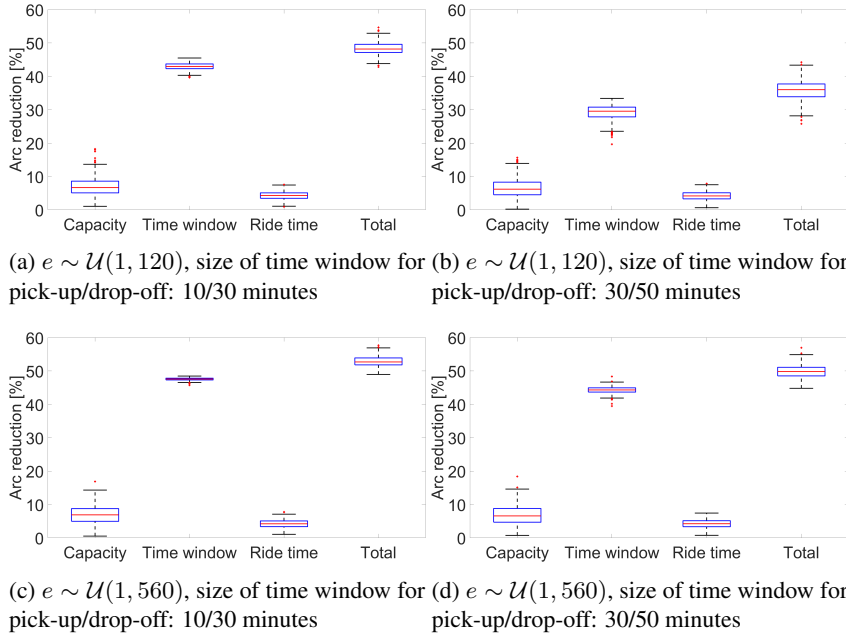 60
50
40
30
20
10
0
Arc reduction [%]
Capacity Time window Ride time Total
(a) e ∼ U(1, 120), size of time window for
pick-up/drop-off: 10/30 minutes
60
50
40
30
20
10
0
Arc reduction [%]
Capacity Time window Ride time Total
(b) e ∼ U(1, 120), size of time window for
pick-up/drop-off: 30/50 minutes
60
50
40
30
20
10
0
Arc reduction [%]
Capacity Time window Ride time Total
(c) e ∼ U(1, 560), size of time window for
pick-up/drop-off: 10/30 minutes
60
50
40
30
20
10
0
Arc reduction [%]
Capacity Time window Ride time Total
(d) e ∼ U(1, 560), size of time window for
pick-up/drop-off: 30/50 minutes